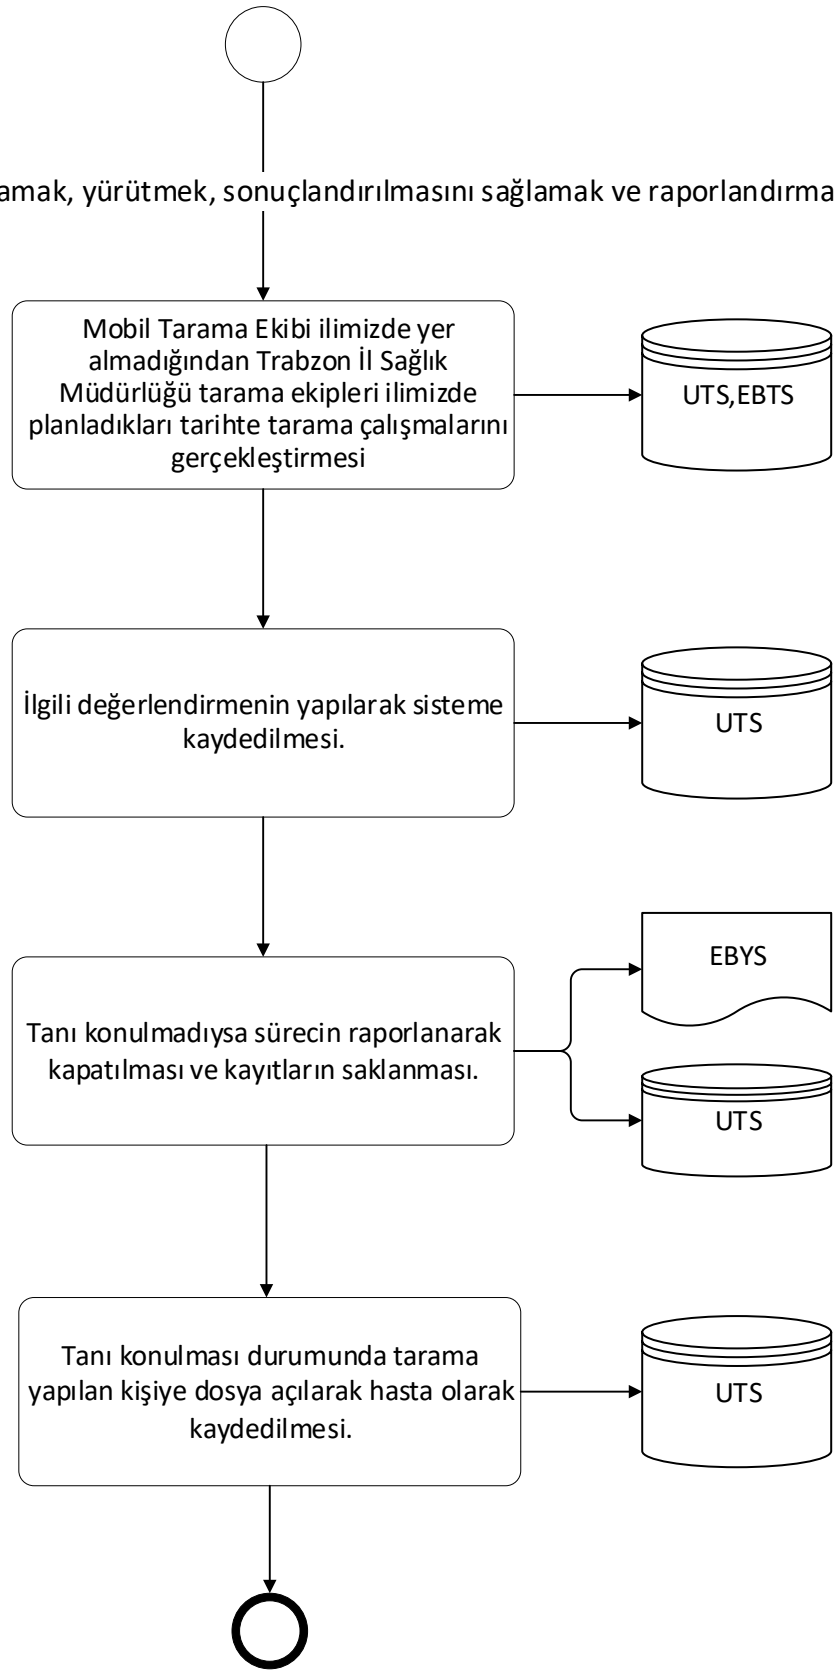 amak, yürütmek, sonuçlandırılmasını sağlamak ve raporlandırma
Mobil Tarama Ekibi ilimizde yer
almadığından Trabzon İl Sağlık
Müdürlüğü tarama ekipleri ilimizde
planladıkları tarihte tarama çalışmalarını
gerçekleştirmesi
UTS,EBTS
İlgili değerlendirmenin yapılarak sisteme
kaydedilmesi.
UTS
Tanı konulmadıysa sürecin raporlanarak
kapatılması ve kayıtların saklanması.
EBYS
UTS
Tanı konulması durumunda tarama
yapılan kişiye dosya açılarak hasta olarak
kaydedilmesi.
UTS